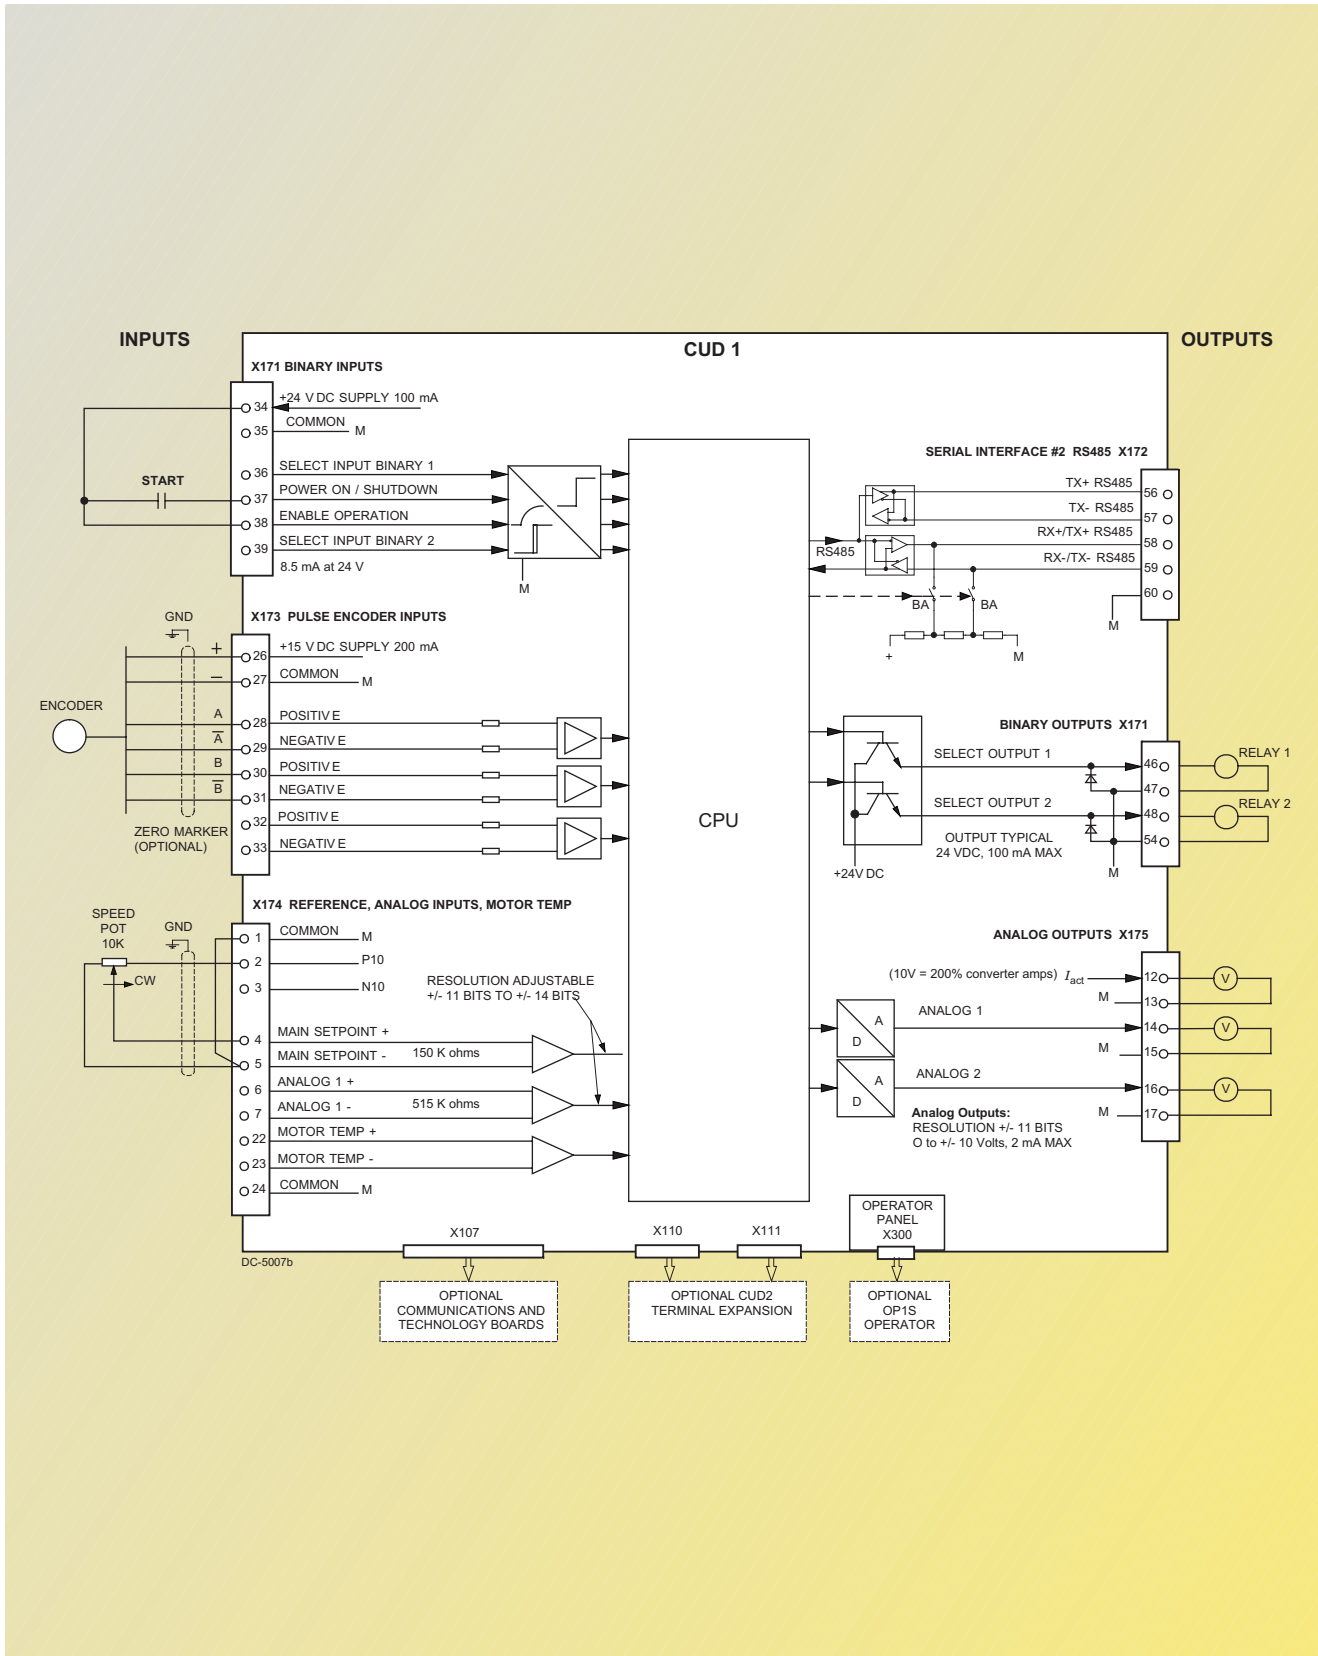 INPUTS
CUD 1
OUTPUTS
X171 BINARY INPUTS
34 +24 V DC SUPPLY 100 mA
35 COMMON M
36 SELECT INPUT BINARY 1
START
37 POWER ON / SHUTDOWN
38 ENABLE OPERATION
39 SELECT INPUT BINARY 2
8.5 mA at 24 V
M
GND
X173 PULSE ENCODER INPUTS
+ 26 +15 V DC SUPPLY 200 mA
– 27 COMMON M
ENCODER
A 28 POSITIVE
A̅ 29 NEGATIVE
B 30 POSITIVE
B̅ 31 NEGATIVE
32 POSITIVE
33 NEGATIVE
ZERO MARKER
(OPTIONAL)
X174 REFERENCE, ANALOG INPUTS, MOTOR TEMP
SPEED
POT
10K
GND
CW
1 COMMON M
2 P10
3 N10
RESOLUTION ADJUSTABLE
+/- 11 BITS TO +/- 14 BITS
4 MAIN SETPOINT +
5 MAIN SETPOINT - 150 K ohms
6 ANALOG 1 +
7 ANALOG 1 - 515 K ohms
22 MOTOR TEMP +
23 MOTOR TEMP -
24 COMMON M
CPU
SERIAL INTERFACE #2 RS485 X172
TX+ RS485 56
TX- RS485 57
RX+/TX+ RS485 58
RX-/TX- RS485 59
60
M
RS485
BA BA
+ M
BINARY OUTPUTS X171
SELECT OUTPUT 1 46 RELAY 1
47
SELECT OUTPUT 2 48 RELAY 2
54
OUTPUT TYPICAL
24 VDC, 100 mA MAX
+24V DC
M
ANALOG OUTPUTS X175
(10V = 200% converter amps) Iact 12 V
M 13
A
D
ANALOG 1 14 V
M 15
A
D
ANALOG 2 16 V
M 17
Analog Outputs:
RESOLUTION +/- 11 BITS
O to +/- 10 Volts, 2 mA MAX
OPERATOR
PANEL
X300
X107
X110
X111
DC-5007b
OPTIONAL
COMMUNICATIONS AND
TECHNOLOGY BOARDS
OPTIONAL CUD2
TERMINAL EXPANSION
OPTIONAL
OP1S
OPERATOR